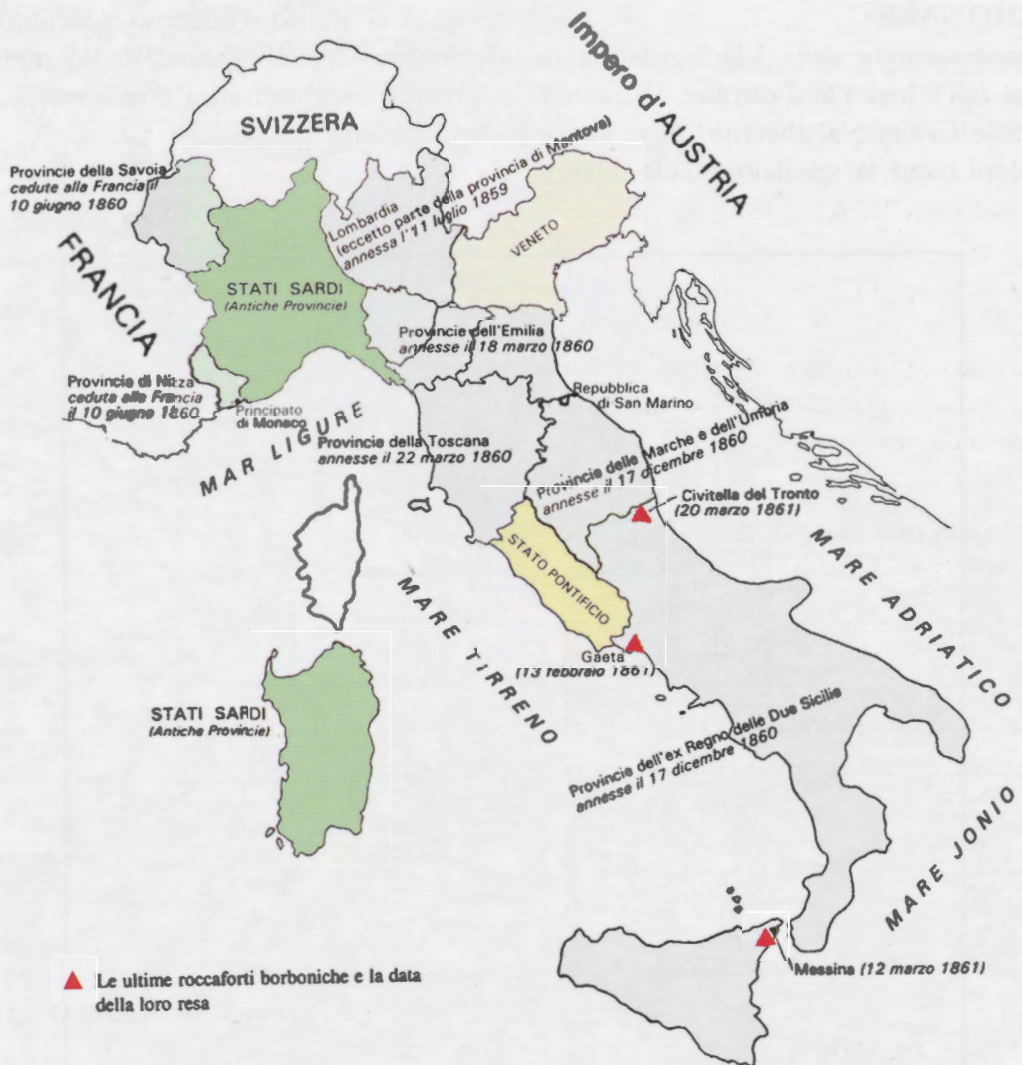 Impero d'Austria
SVIZZERA
Provincie della Savoia
cedute alla Francia il
10 giugno 1860
Lombardia
(eccetto parte della provincia di Mantova)
annessa l'11 luglio 1859
VENETO
FRANCIA
STATI SARDI
(Antiche Provincie)
Provincie dell'Emilia
annesse il 18 marzo 1860
Provincia di Nizza
ceduta alla Francia
il 10 giugno 1860
Principato
di Monaco
Repubblica
di San Marino
MAR LIGURE
Provincie della Toscana
annesse il 22 marzo 1860
Provincie delle Marche e dell'Umbria
annesse il 17 dicembre 1860
Civitella del Tronto
(20 marzo 1861)
STATO PONTIFICIO
MARE ADRIATICO
MARE TIRRENO
Gaeta
(13 febbraio 1861)
STATI SARDI
(Antiche Provincie)
Provincie dell'ex Regno delle Due Sicilie
annesse il 17 dicembre 1860
MARE JONIO
Messina (12 marzo 1861)
Le ultime roccaforti borboniche e la data
della loro resa